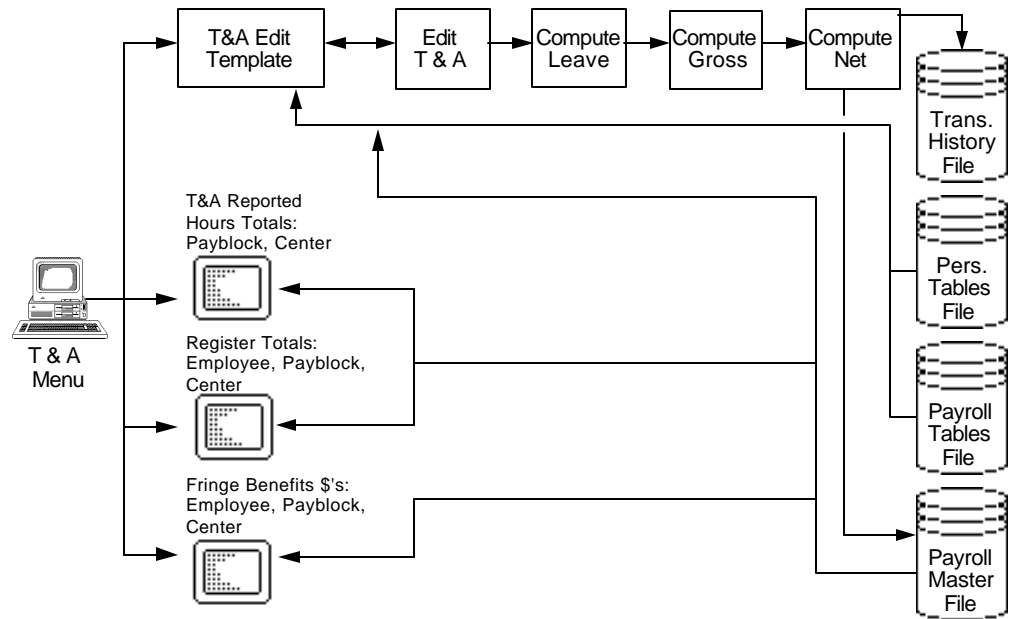 T&A Edit
Template
Edit
T & A
Compute
Leave
Compute
Gross
Compute
Net
Trans.
History
File
T&A Reported
Hours Totals:
Payblock, Center
Pers.
Tables
File
T & A
Menu
Register Totals:
Employee, Payblock,
Center
Payroll
Tables
File
Fringe Benefits $'s:
Employee, Payblock,
Center
Payroll
Master
File